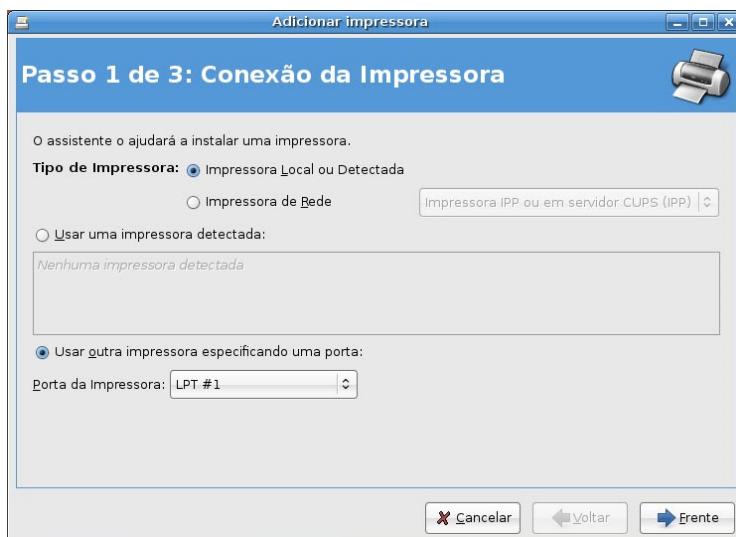 Adicionar impressora
Passo 1 de 3: Conexão da Impressora
O assistente o ajudará a instalar uma impressora.
Tipo de Impressora: Impressora Local ou Detectada
Impressora de Rede Impressora IPP ou em servidor CUPS (IPP)
Usar uma impressora detectada:
Nenhuma impressora detectada
Usar outra impressora especificando uma porta:
Porta da Impressora: LPT #1
Cancelar Voltar Frente